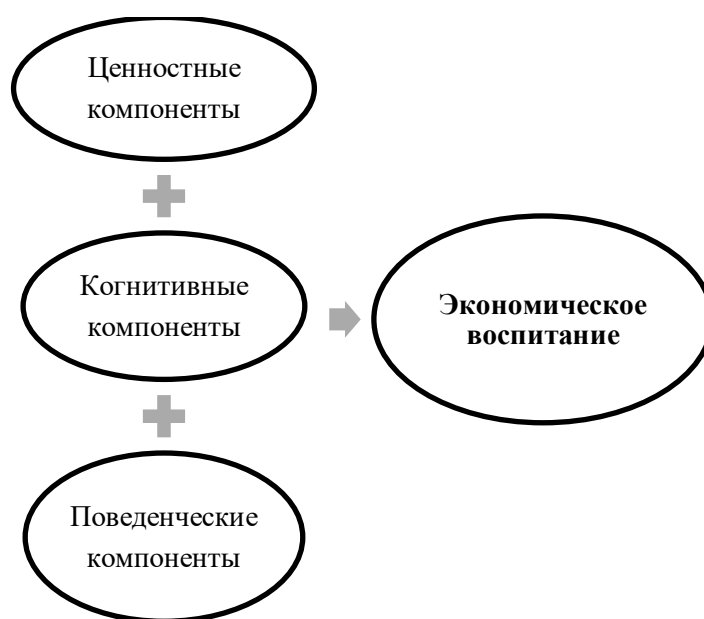 Ценностные
компоненты
Когнитивные
компоненты
Экономическое
воспитание
Поведенческие
компоненты